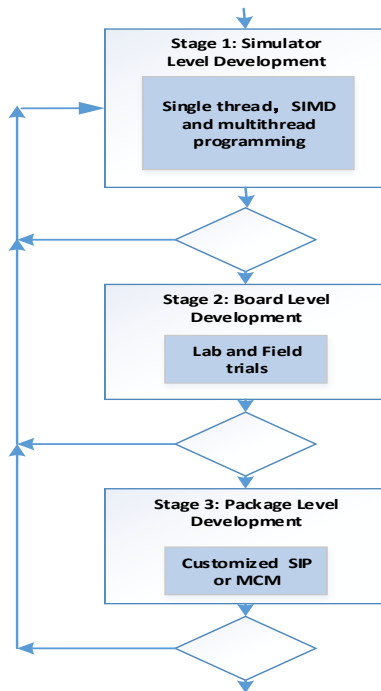 Stage 1: Simulator
Level Development
Single thread, SIMD
and multithread
programming
Stage 2: Board Level
Development
Lab and Field
trials
Stage 3: Package Level
Development
Customized SIP
or MCM